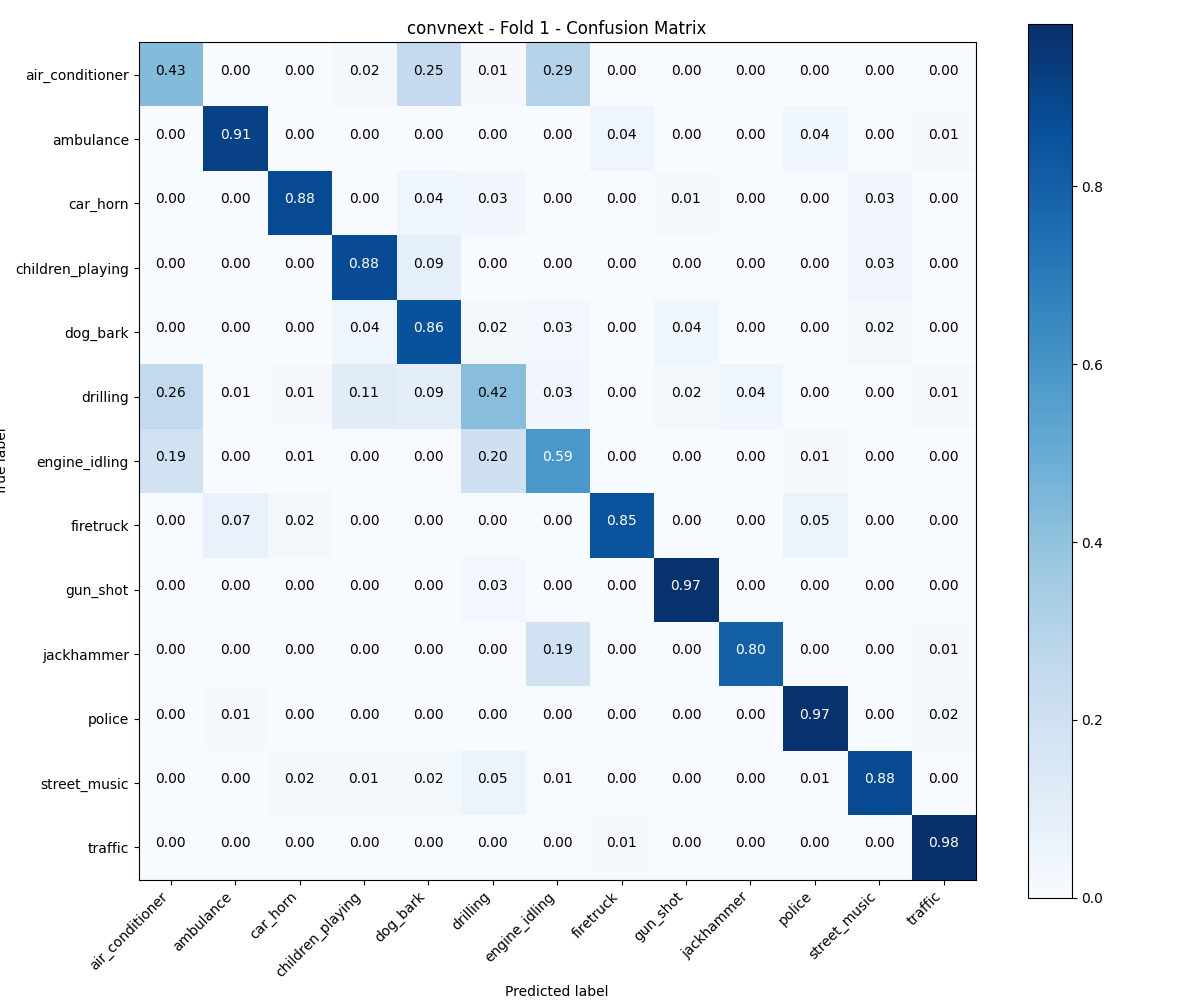 convnext - Fold 1 - Confusion Matrix
air_conditioner 0.43 0.00 0.00 0.02 0.25 0.01 0.29 0.00 0.00 0.00 0.00 0.00 0.00
ambulance 0.00 0.91 0.00 0.00 0.00 0.00 0.00 0.04 0.00 0.00 0.04 0.00 0.01
car_horn 0.00 0.00 0.88 0.00 0.04 0.03 0.00 0.00 0.01 0.00 0.00 0.03 0.00
children_playing 0.00 0.00 0.00 0.88 0.09 0.00 0.00 0.00 0.00 0.00 0.00 0.03 0.00
dog_bark 0.00 0.00 0.00 0.04 0.86 0.02 0.03 0.00 0.04 0.00 0.00 0.02 0.00
drilling 0.26 0.01 0.01 0.11 0.09 0.42 0.03 0.00 0.02 0.04 0.00 0.00 0.01
engine_idling 0.19 0.00 0.01 0.00 0.00 0.20 0.59 0.00 0.00 0.00 0.01 0.00 0.00
firetruck 0.00 0.07 0.02 0.00 0.00 0.00 0.00 0.85 0.00 0.00 0.05 0.00 0.00
gun_shot 0.00 0.00 0.00 0.00 0.00 0.03 0.00 0.00 0.97 0.00 0.00 0.00 0.00
jackhammer 0.00 0.00 0.00 0.00 0.00 0.00 0.19 0.00 0.00 0.80 0.00 0.00 0.01
police 0.00 0.01 0.00 0.00 0.00 0.00 0.00 0.00 0.00 0.00 0.97 0.00 0.02
street_music 0.00 0.00 0.02 0.01 0.02 0.05 0.01 0.00 0.00 0.00 0.01 0.88 0.00
traffic 0.00 0.00 0.00 0.00 0.00 0.00 0.00 0.01 0.00 0.00 0.00 0.00 0.98
air_conditioner ambulance car_horn children_playing dog_bark drilling engine_idling firetruck gun_shot jackhammer police street_music traffic
Predicted label
0.8
0.6
0.4
0.2
0.0